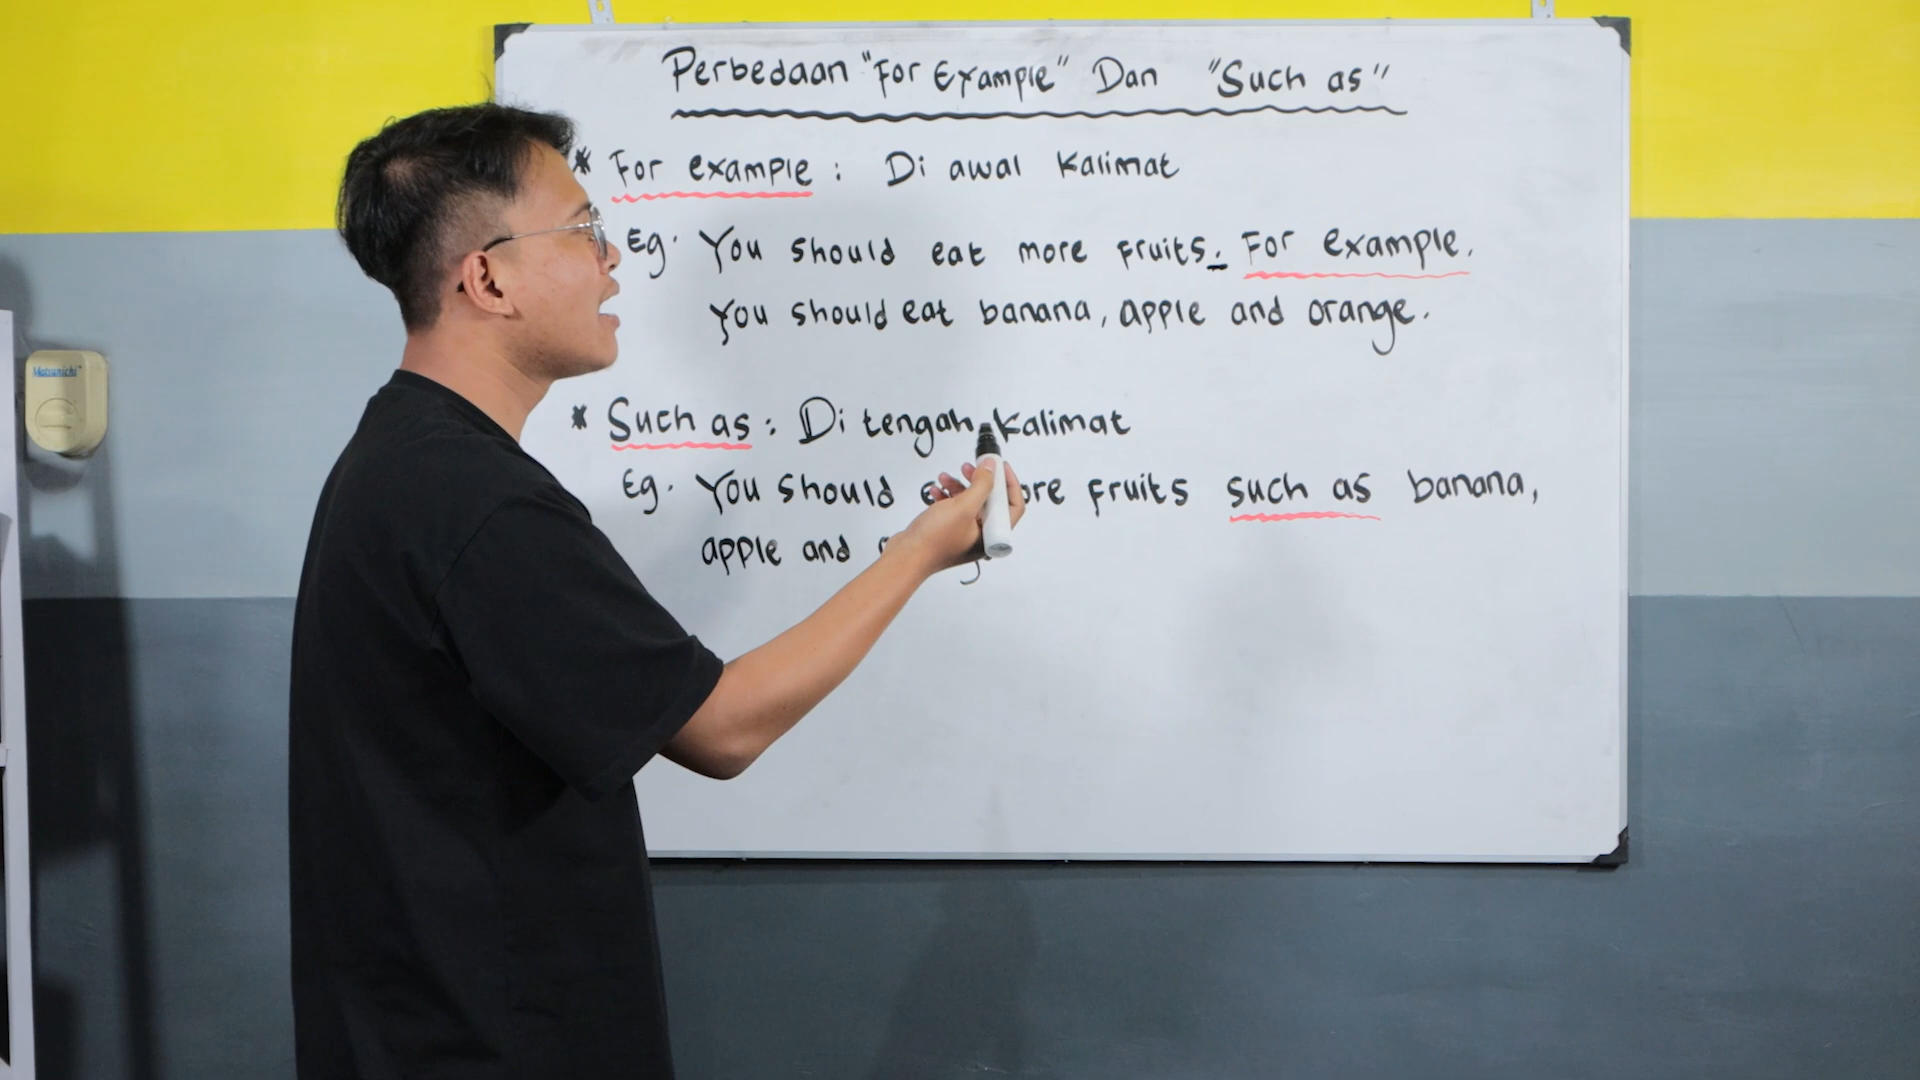 Perbedaan "For Example" Dan "Such as"
* For example : Di awal Kalimat
Eg. You should eat more fruits. For example.
You should eat banana, apple and orange.
* Such as : Di tengah Kalimat
Eg. You should fruits such as banana,
apple and
Matsunichi